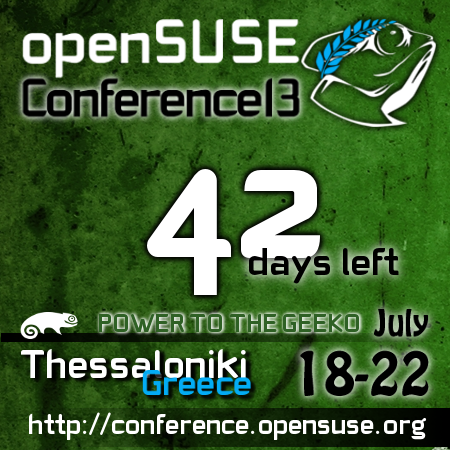 openSUSE
Conference13
42
days left
POWER TO THE GEEKO July
Thessaloniki
Greece
18-22
http://conference.opensuse.org